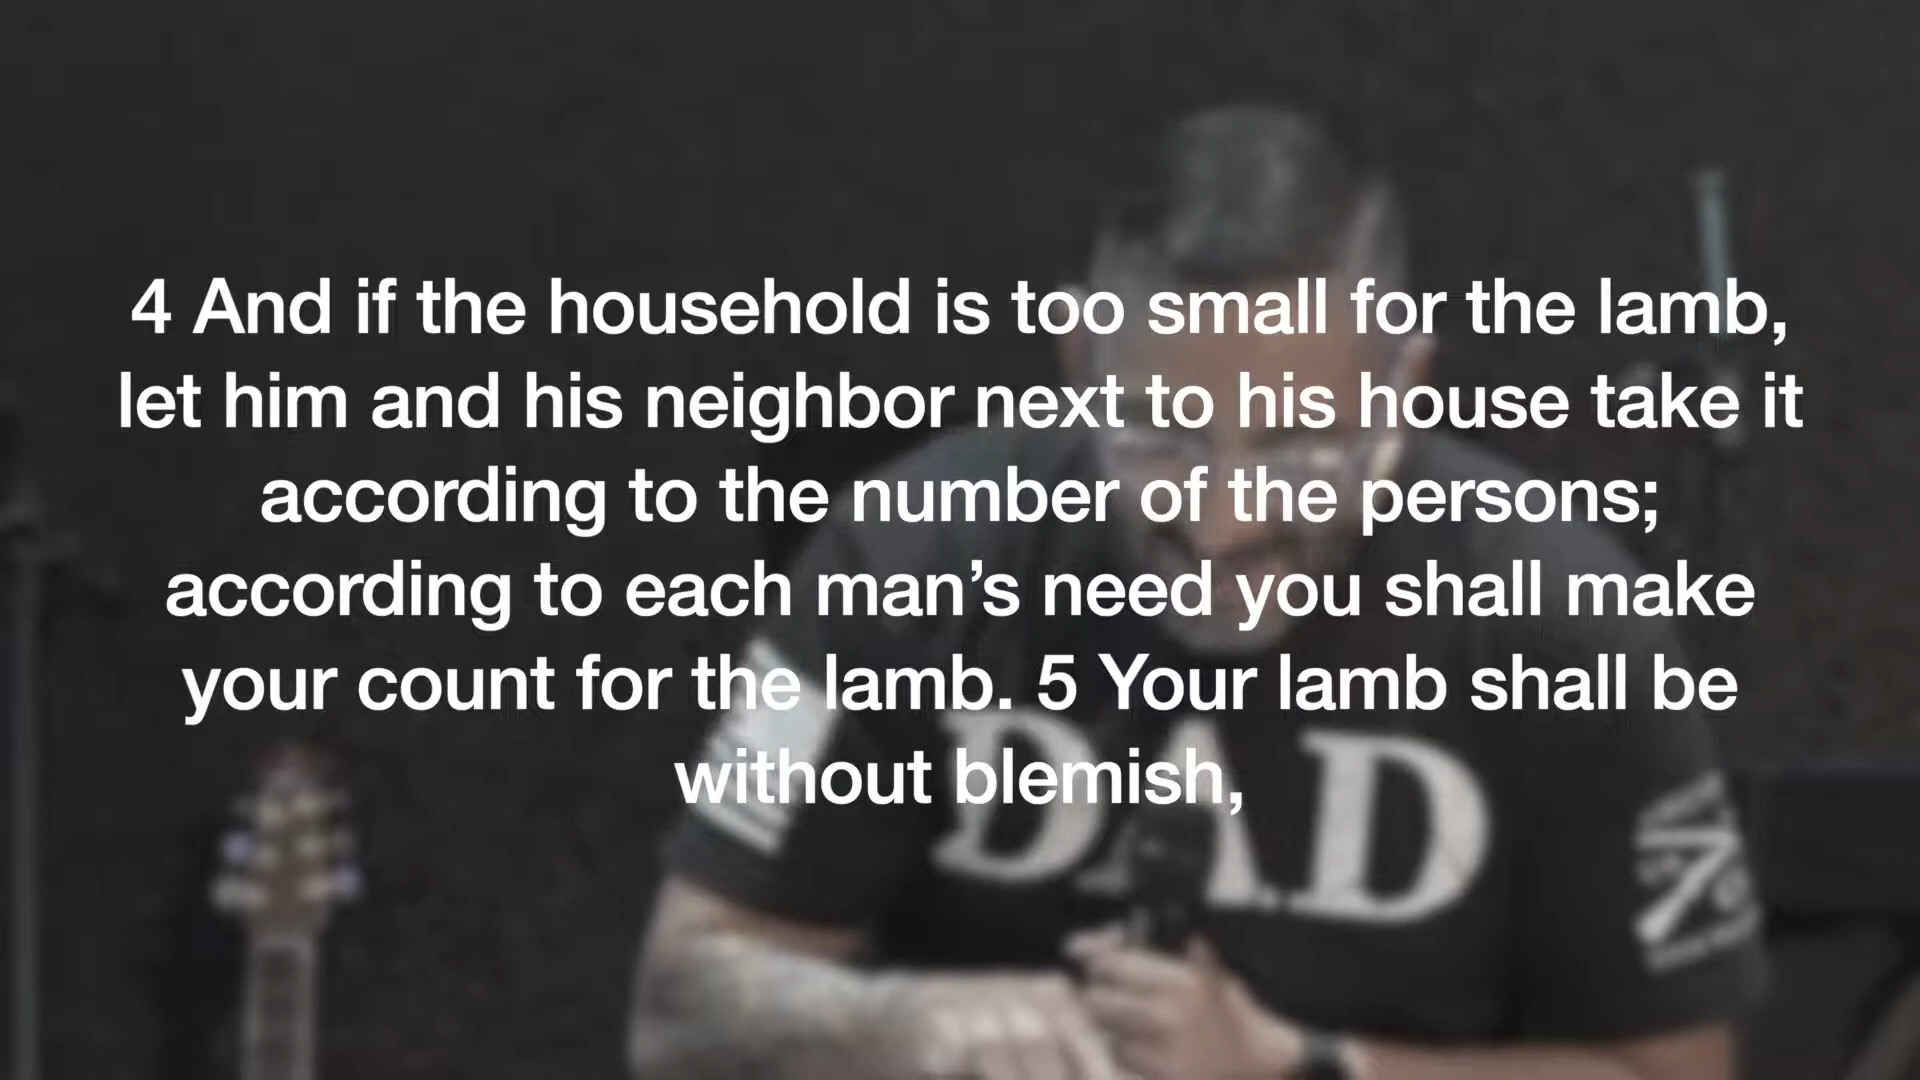 4 And if the household is too small for the lamb,
let him and his neighbor next to his house take it
according to the number of the persons;
according to each man’s need you shall make
your count for the lamb. 5 Your lamb shall be
without blemish,
D.A.D